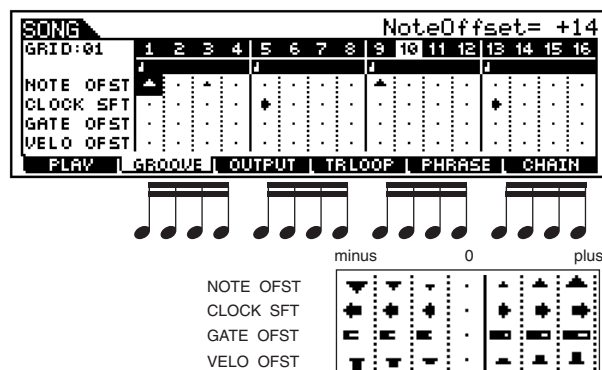 SONG NoteOffset= +14
GRID:01 1 2 3 4 5 6 7 8 9 10 11 12 13 14 15 16
NOTE OFST
CLOCK SFT
GATE OFST
VELO OFST
PLAY GROOVE OUTPUT TRLOOP PHRASE CHAIN
minus 0 plus
NOTE OFST
CLOCK SFT
GATE OFST
VELO OFST